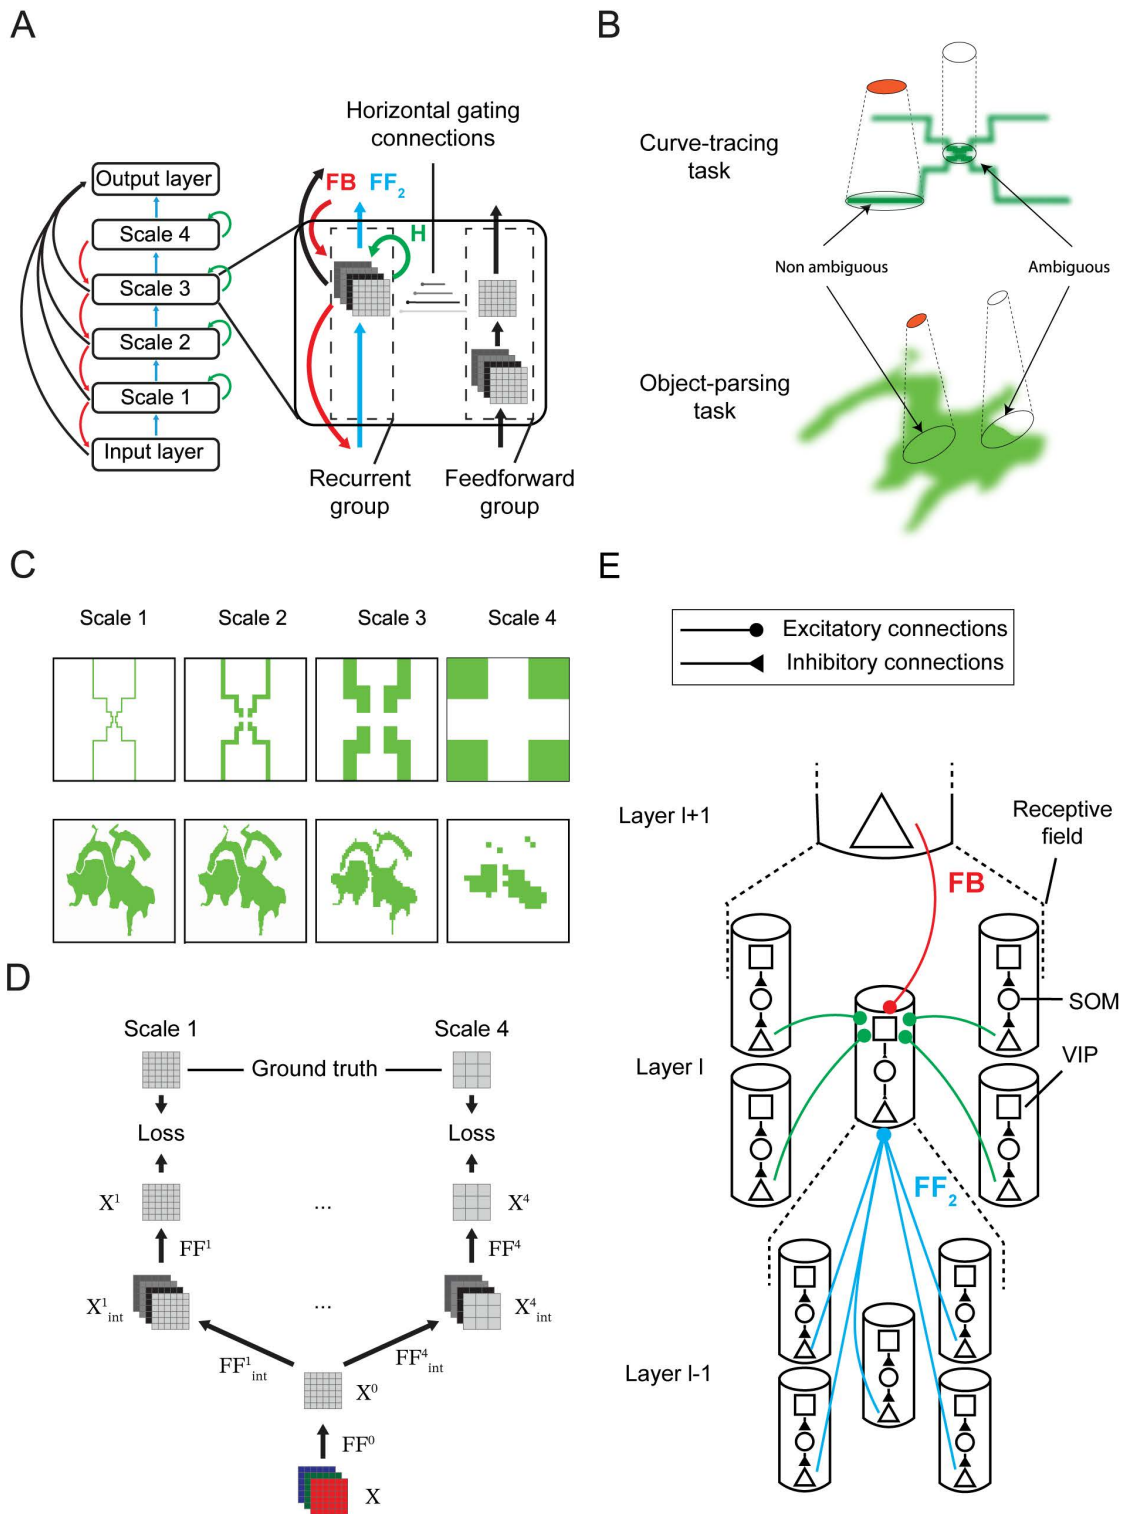 A
Horizontal gating
connections
FB
FF2
H
Output layer
Scale 4
Scale 3
Scale 2
Scale 1
Input layer
Recurrent
group
Feedforward
group
B
Curve-tracing
task
Non ambiguous
Ambiguous
Object-parsing
task
C
Scale 1
Scale 2
Scale 3
Scale 4
D
Scale 1
Scale 4
Ground truth
Loss
Loss
X¹
...
X⁴
FF¹
FF⁴
X¹int
...
X⁴int
FF¹int
FF⁴int
X⁰
FF⁰
X
E
Excitatory connections
Inhibitory connections
Layer l+1
Receptive
field
FB
SOM
VIP
Layer l
FF2
Layer l-1